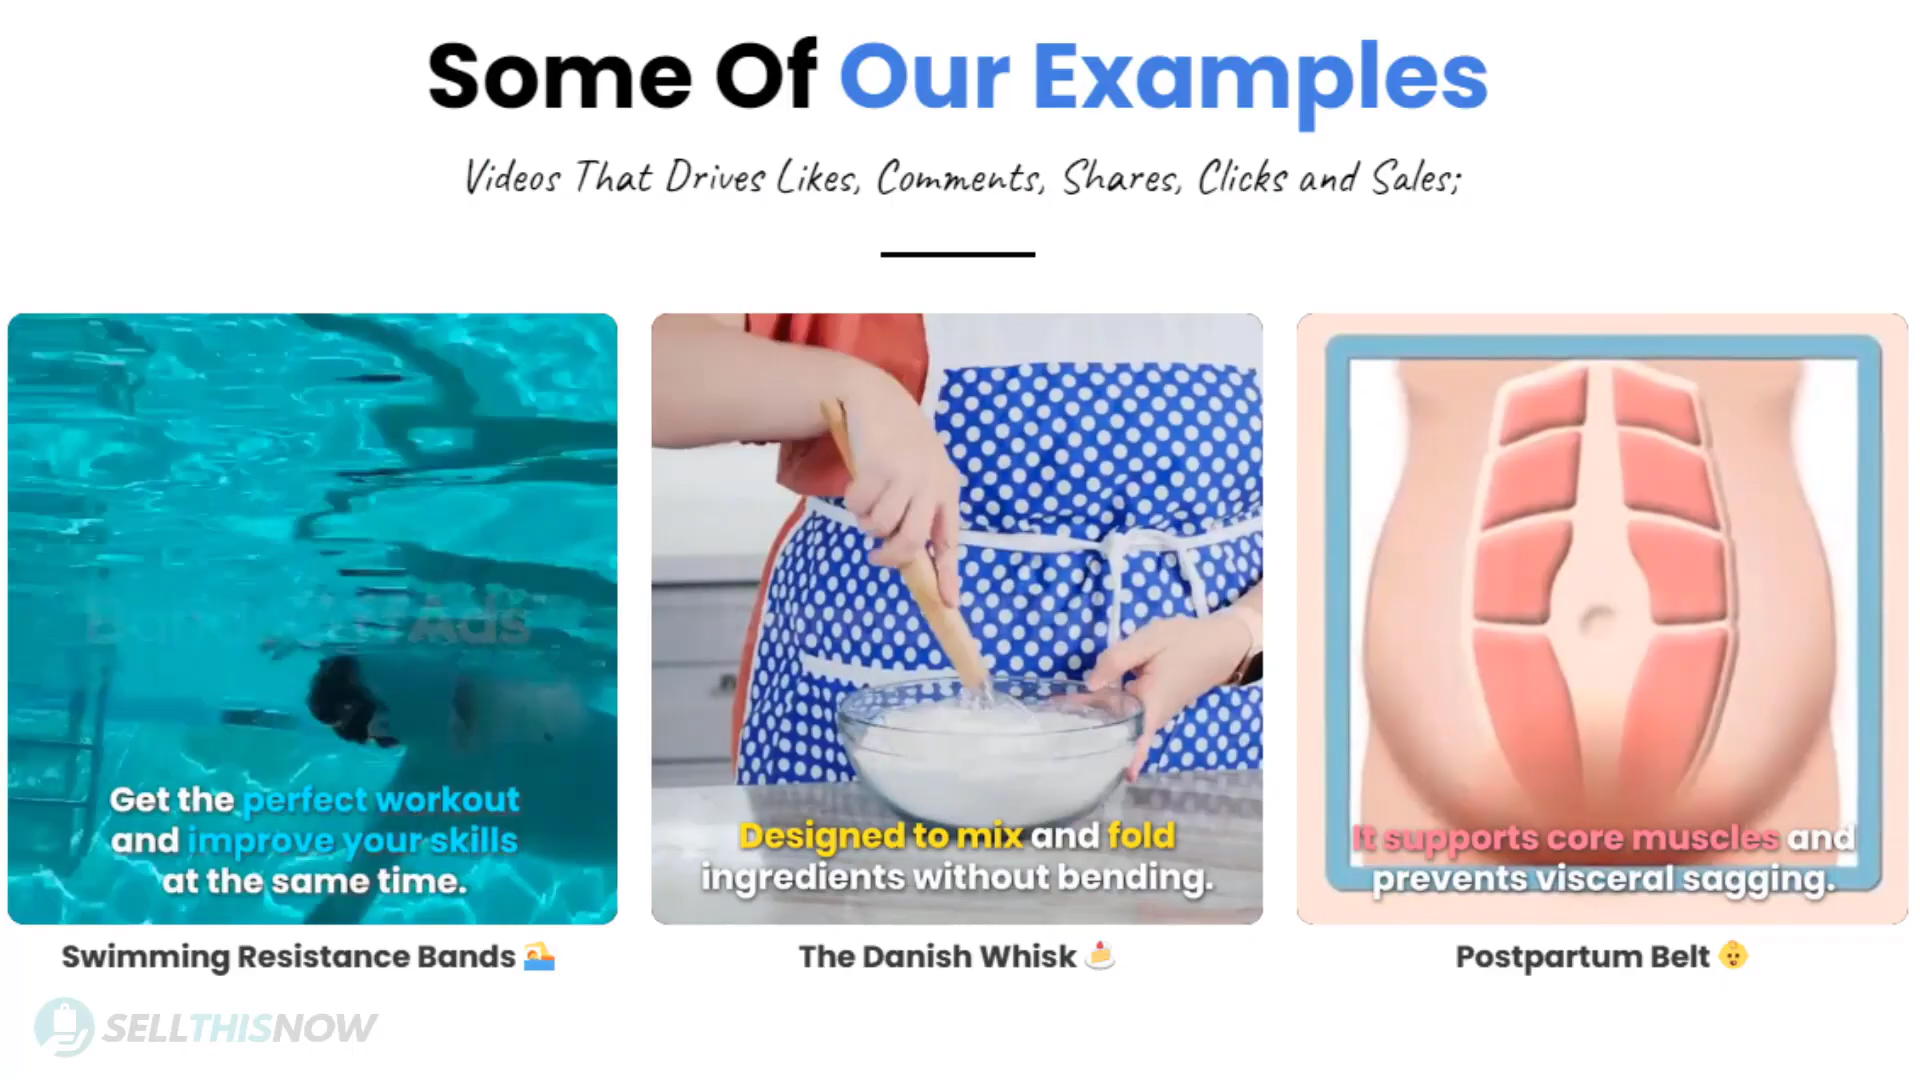 Some Of Our Examples
Videos That Drives Likes, Comments, Shares, Clicks and Sales;
Get the perfect workout
and improve your skills
at the same time.
Designed to mix and fold
ingredients without bending.
It supports core muscles and
prevents visceral sagging.
Swimming Resistance Bands
The Danish Whisk
Postpartum Belt
SELLTHISNOW